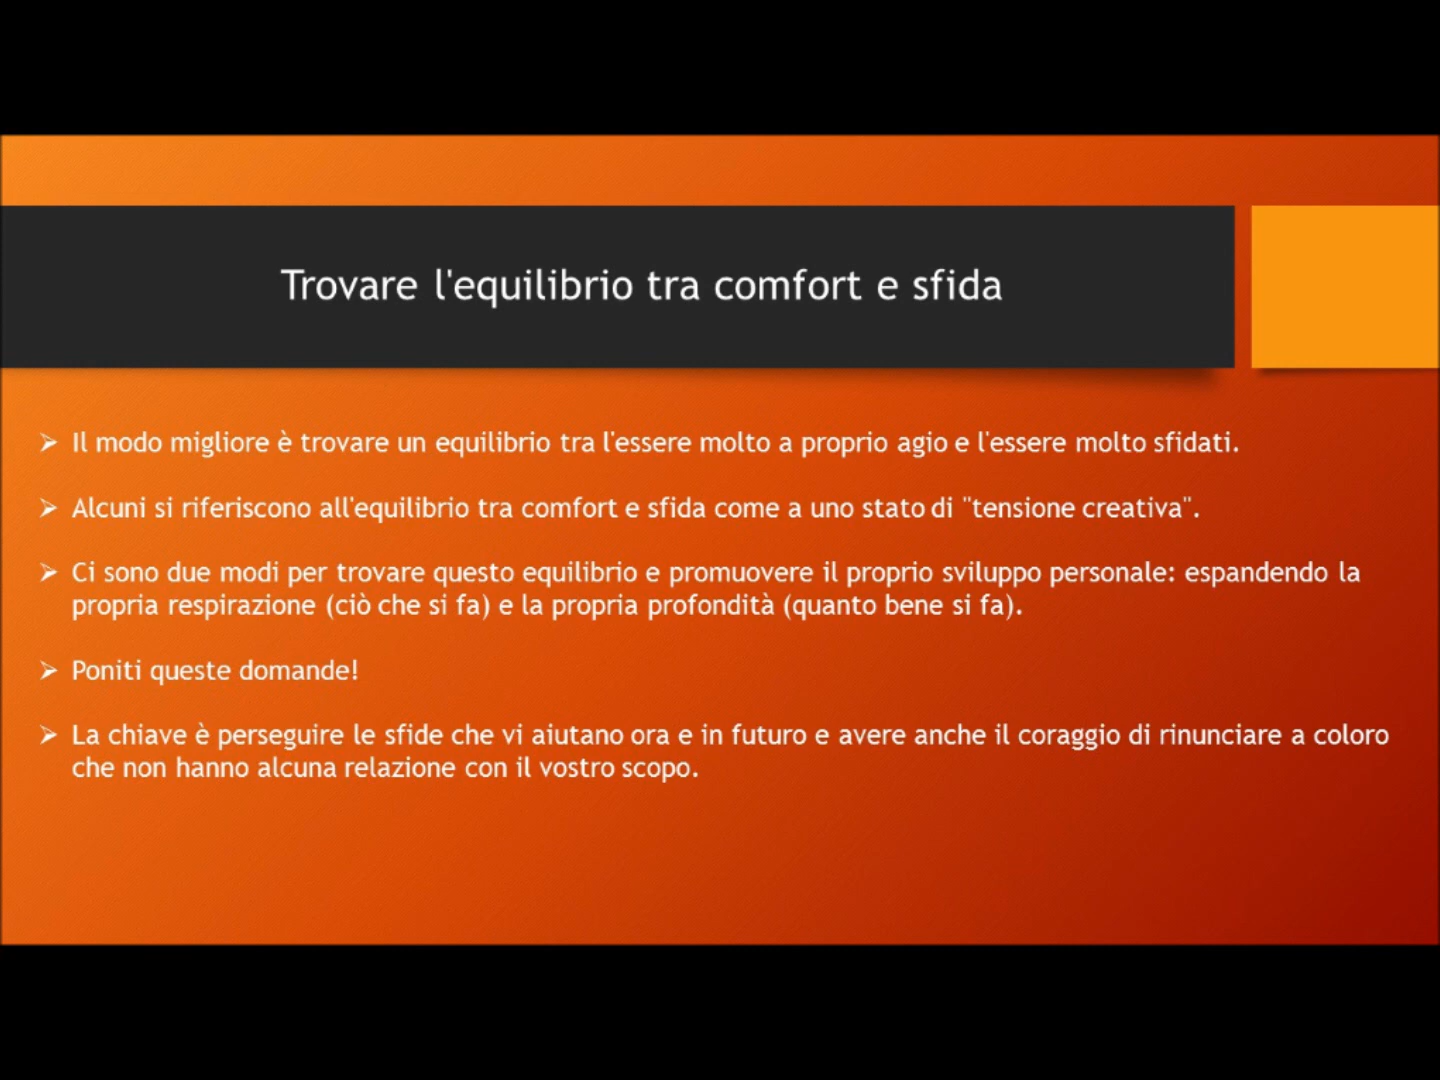 Trovare l'equilibrio tra comfort e sfida
➢ Il modo migliore è trovare un equilibrio tra l'essere molto a proprio agio e l'essere molto sfidati.
➢ Alcuni si riferiscono all'equilibrio tra comfort e sfida come a uno stato di "tensione creativa".
➢ Ci sono due modi per trovare questo equilibrio e promuovere il proprio sviluppo personale: espandendo la
propria respirazione (ciò che si fa) e la propria profondità (quanto bene si fa).
➢ Poniti queste domande!
➢ La chiave è perseguire le sfide che vi aiutano ora e in futuro e avere anche il coraggio di rinunciare a coloro
che non hanno alcuna relazione con il vostro scopo.